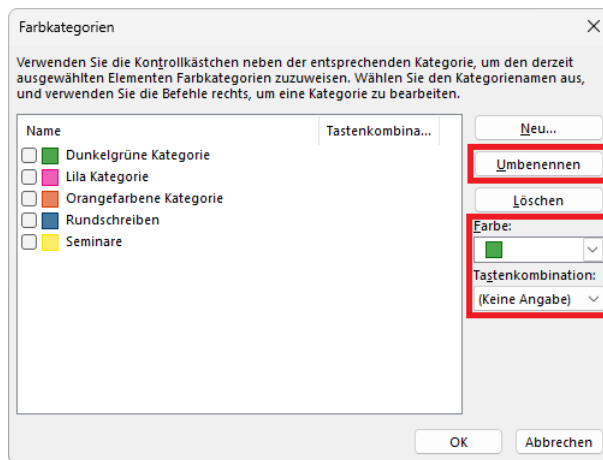 Farbkategorien
Verwenden Sie die Kontrollkästchen neben der entsprechenden Kategorie, um den derzeit
ausgewählten Elementen Farbkategorien zuzuweisen. Wählen Sie den Kategorienamen aus,
und verwenden Sie die Befehle rechts, um eine Kategorie zu bearbeiten.
Name Tastenkombina...
Dunkelgrüne Kategorie
Lila Kategorie
Orangefarbene Kategorie
Rundschreiben
Seminare
Neu...
Umbenennen
Löschen
Farbe:
Tastenkombination:
(Keine Angabe)
OK Abbrechen